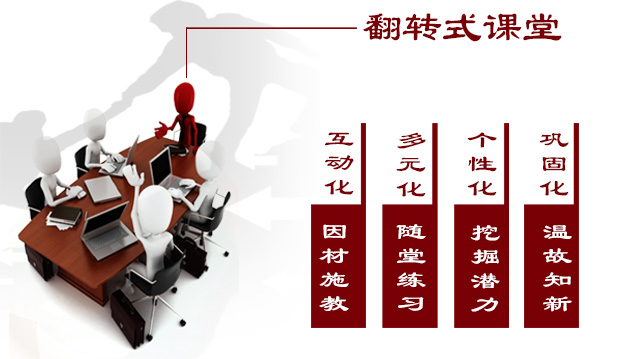 翻转式课堂
互动化
因材施教
多元化
随堂练习
个性化
挖掘潜力
巩固化
温故知新